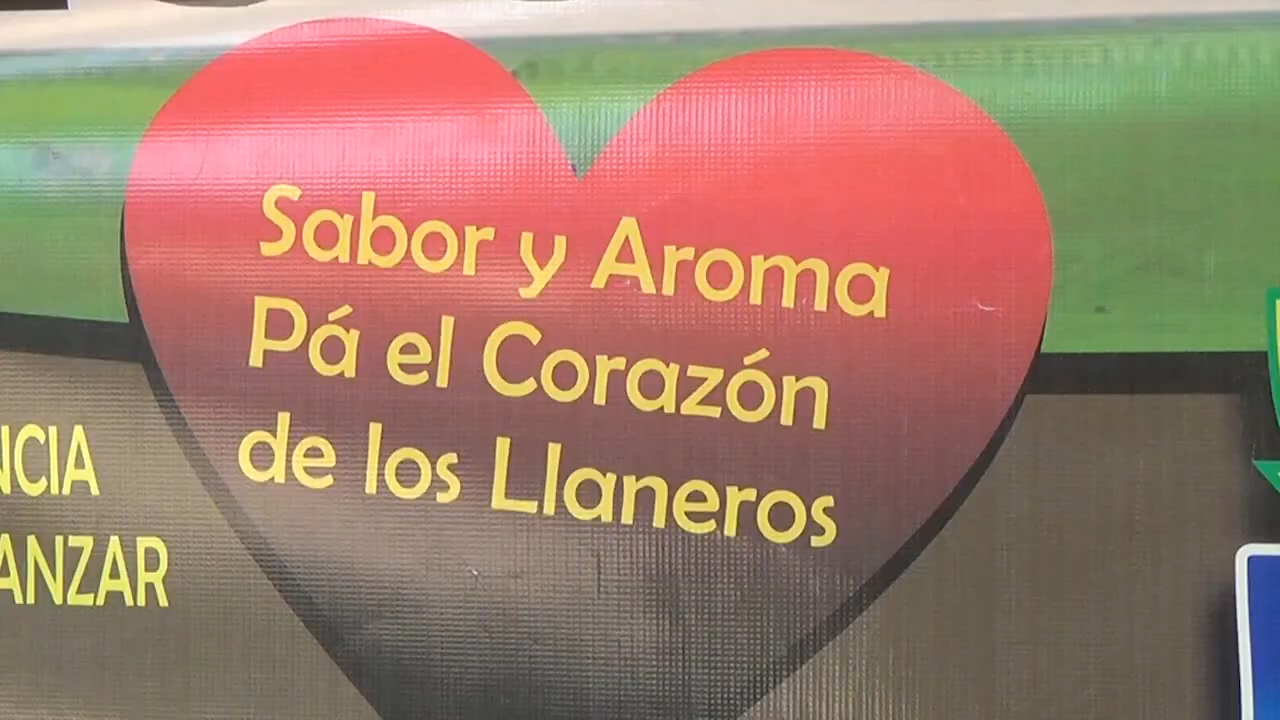 Sabor y Aroma
Pá el Corazón
de los Llaneros
NCIA
ANZAR